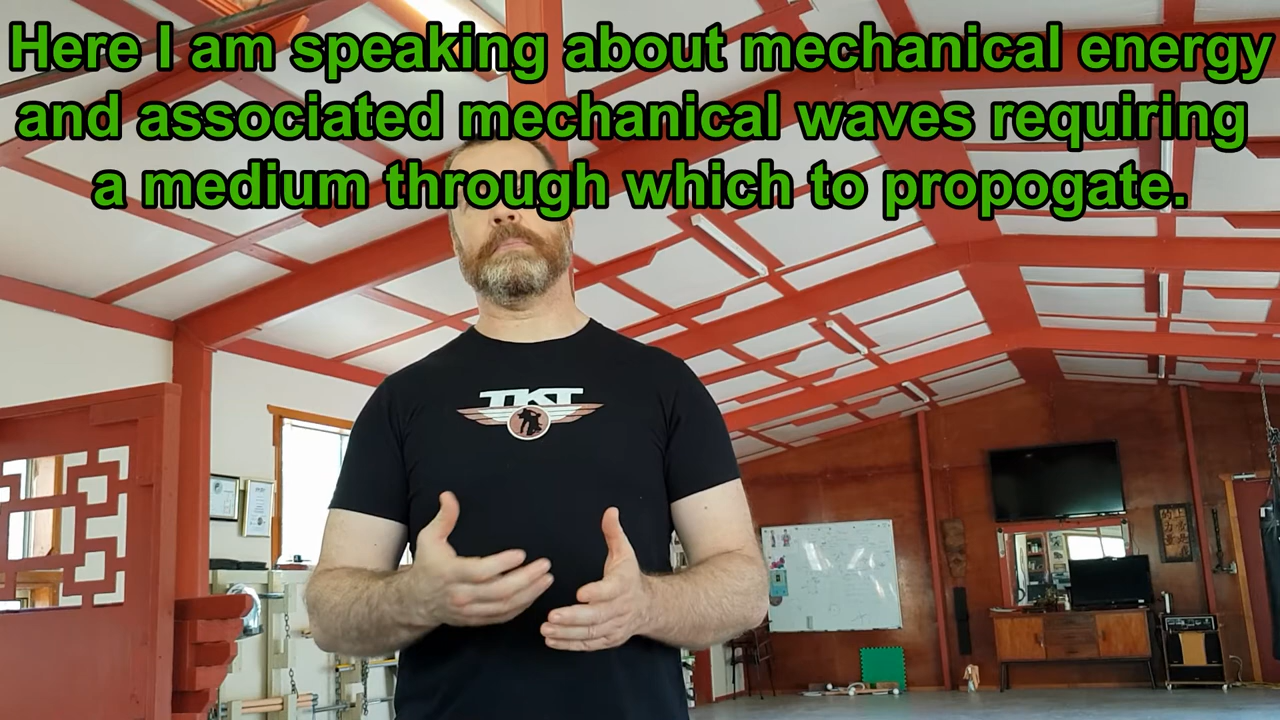 Here I am speaking about mechanical energy
and associated mechanical waves requiring
a medium through which to propogate.
TKT